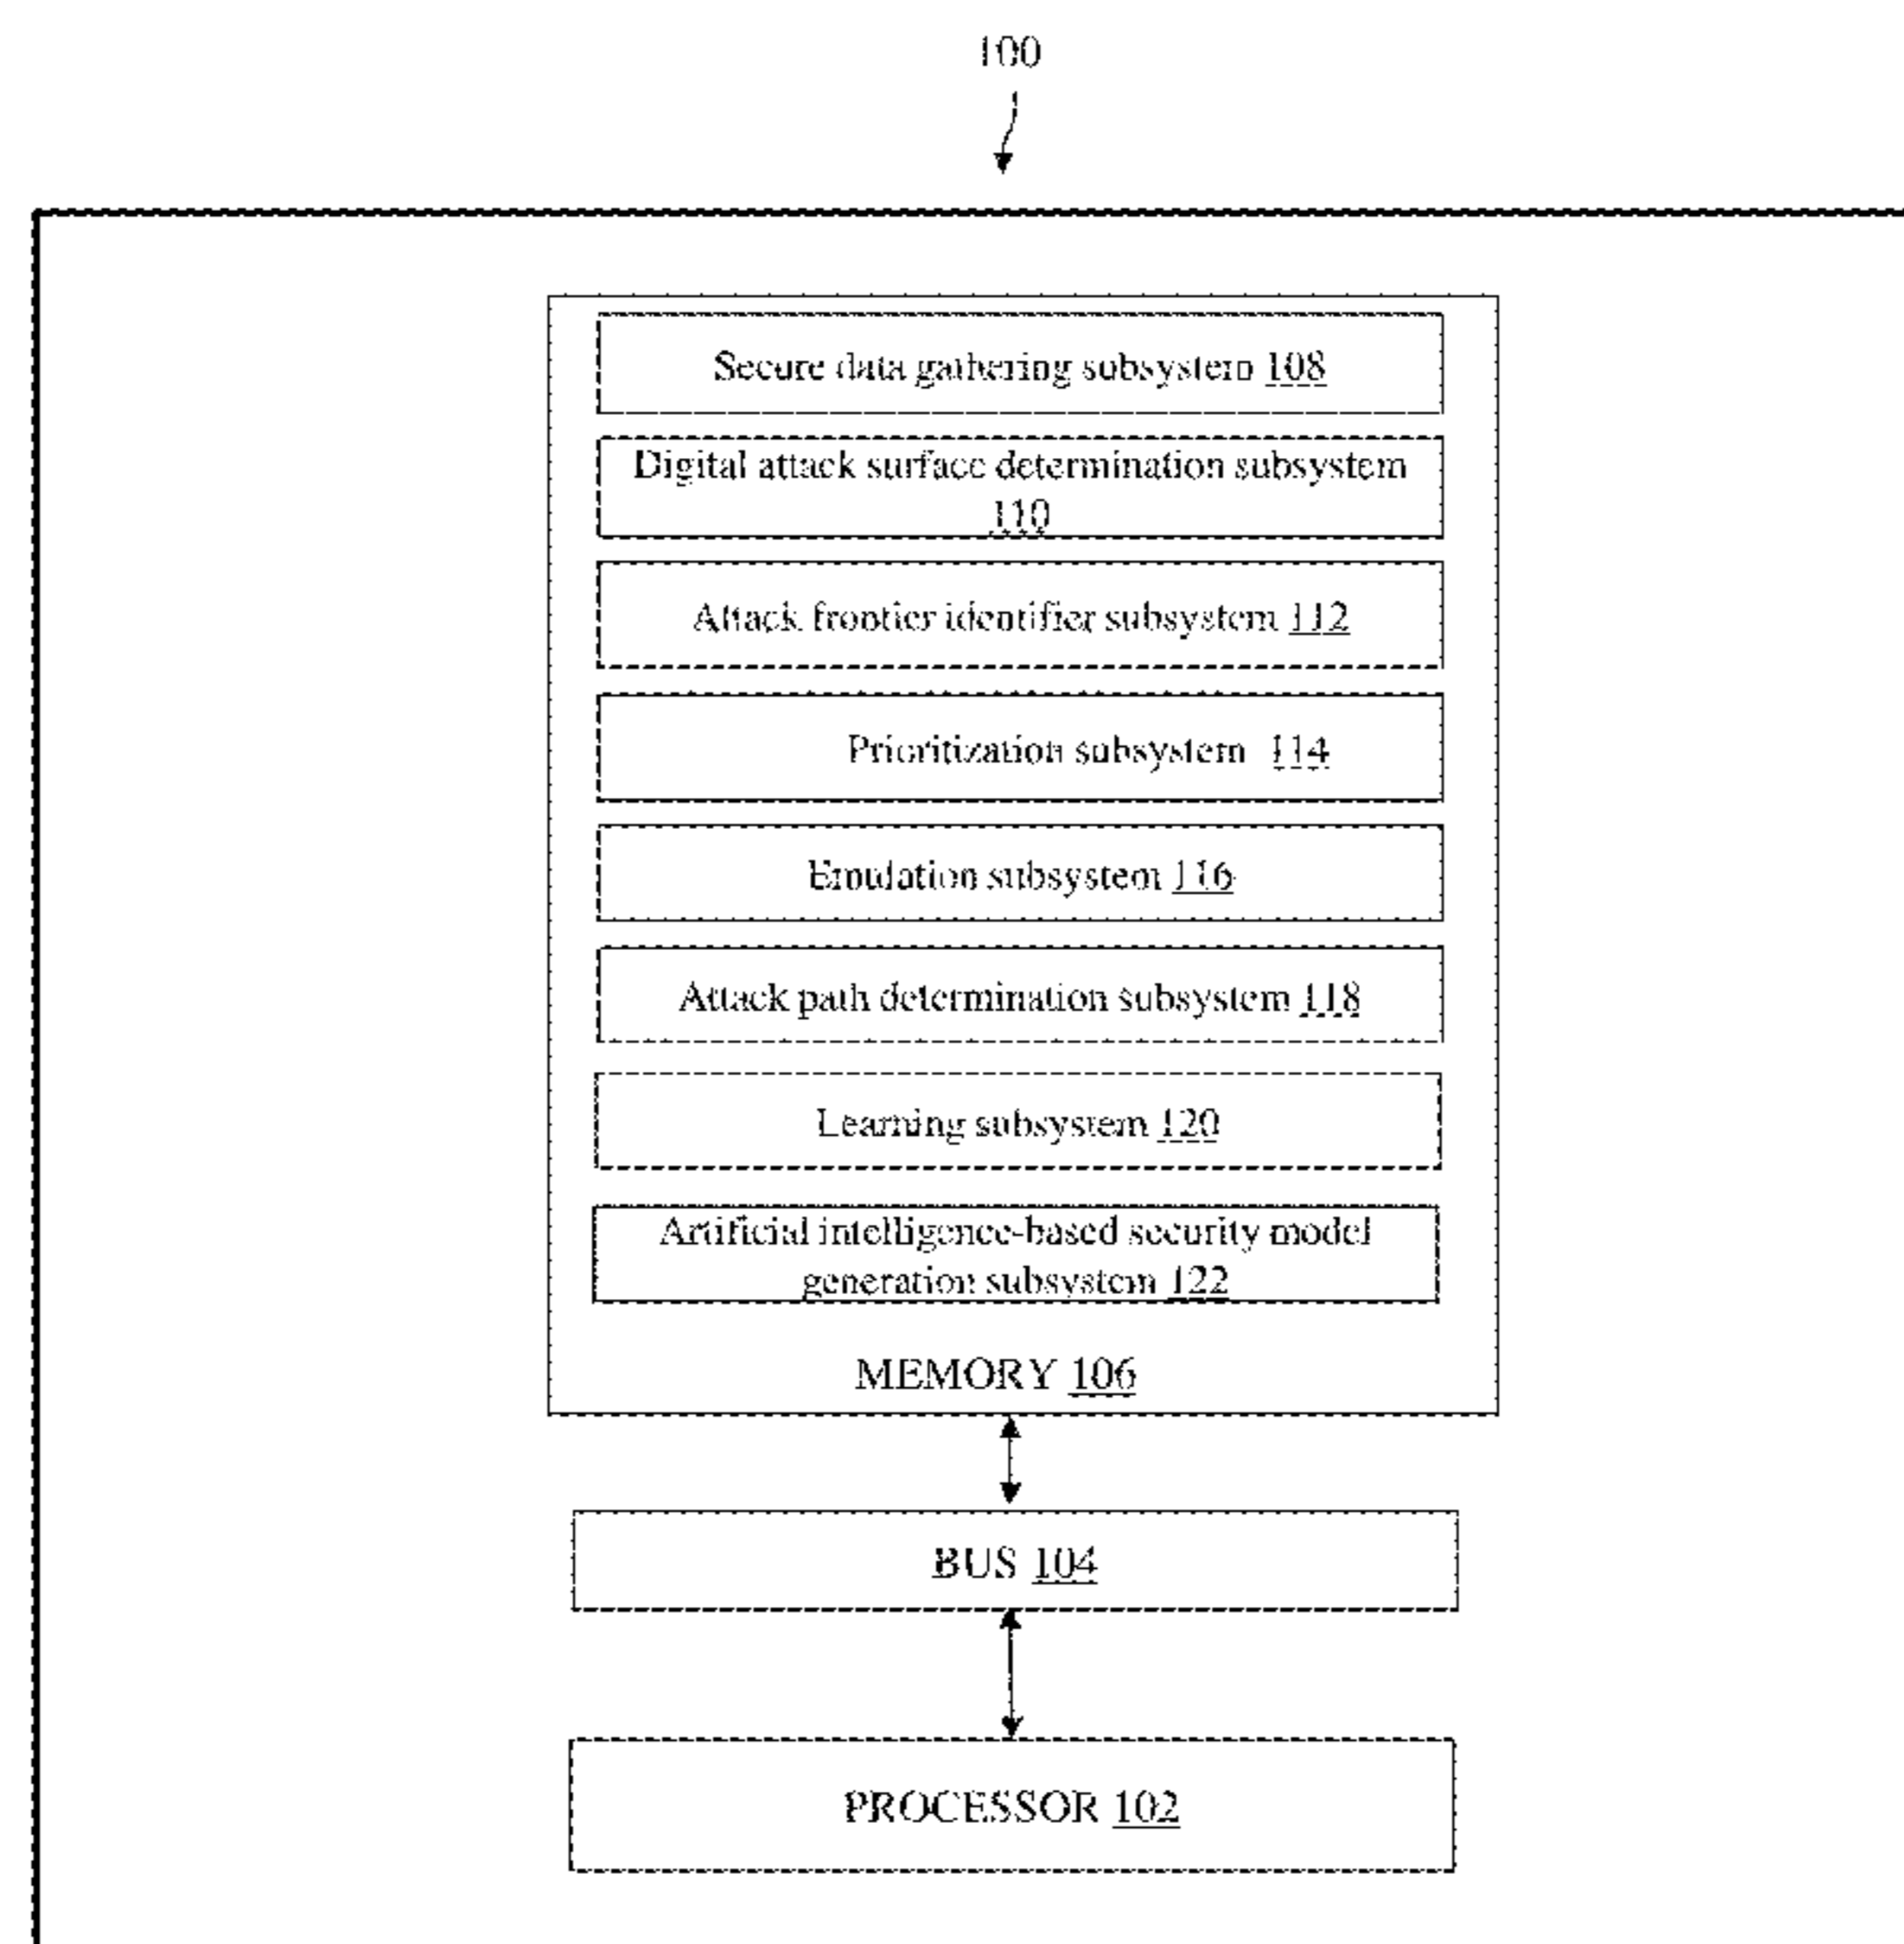 100
Secure data gathering subsystem 108
Digital attack surface determination subsystem
110
Attack frontier identifier subsystem 112
Prioritization subsystem 114
Emulation subsystem 116
Attack path determination subsystem 118
Learning subsystem 120
Artificial intelligence-based security model
generation subsystem 122
MEMORY 106
BUS 104
PROCESSOR 102